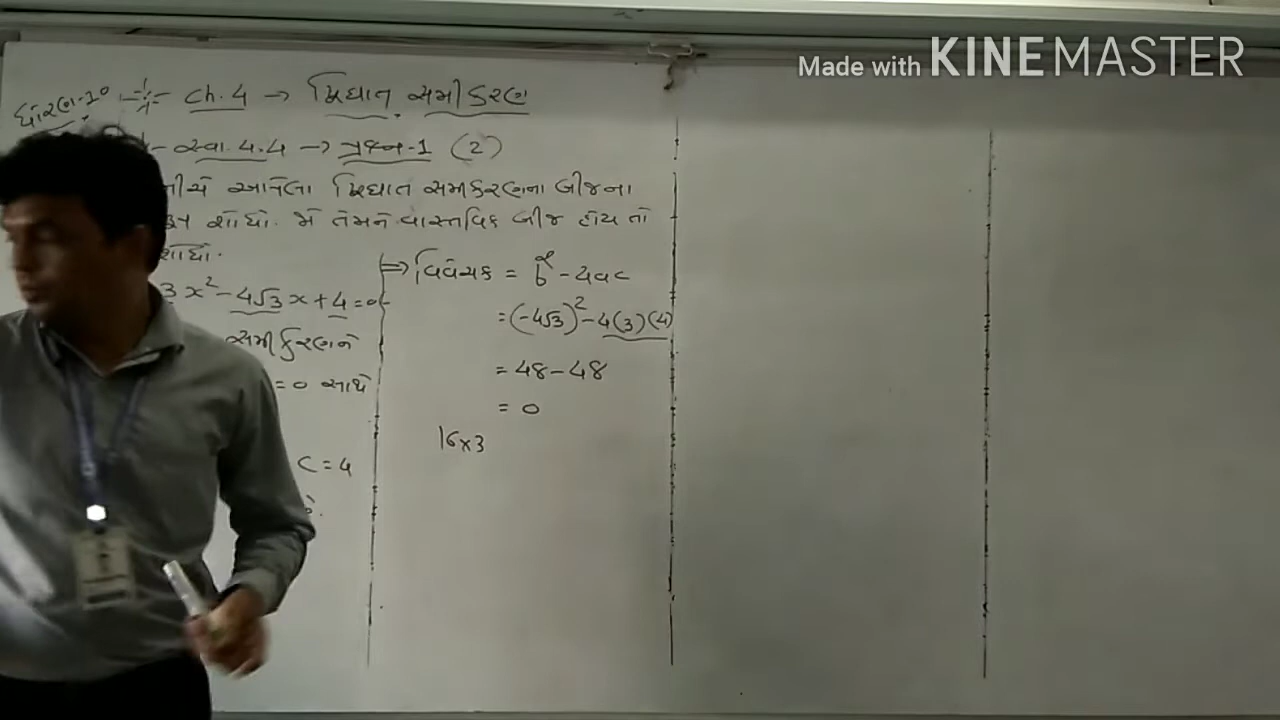 Made with KINEMASTER
ધોરણ-10 Ch.4 → દ્વિઘાત સમીકરણ
સ્વા. 4.4 → પ્રશ્ન-1 (2)
નીચે આપેલા દ્વિઘાત સમીકરણના બીજના
શોધો. જો તેમને વાસ્તવિક બીજ હોય તો
શોધો.
3x² - 4√3x + 4 = 0
સમીકરણને
= 0 સાથે
C = 4
⇒ વિવેચક = b² - 4ac
= (-4√3)² - 4(3)(4)
= 48 - 48
= 0
16×3